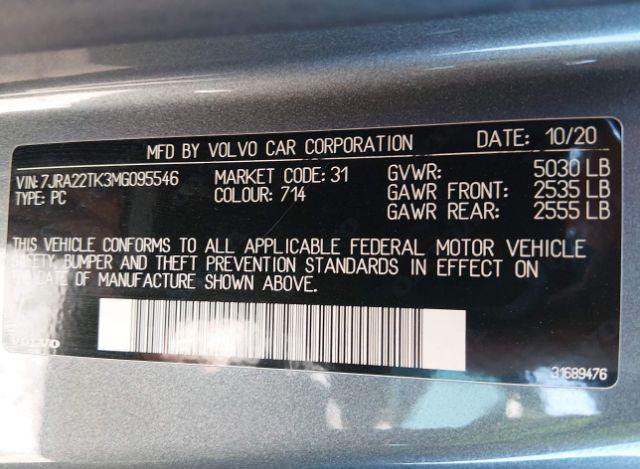 MFD BY VOLVO CAR CORPORATION DATE: 10/20
VIN: 7JRA22TK3MG095546 MARKET CODE: 31 GVWR: 5030 LB
TYPE: PC COLOUR: 714 GAWR FRONT: 2535 LB
GAWR REAR: 2555 LB
THIS VEHICLE CONFORMS TO ALL APPLICABLE FEDERAL MOTOR VEHICLE
SAFETY, BUMPER AND THEFT PREVENTION STANDARDS IN EFFECT ON
THE DATE OF MANUFACTURE SHOWN ABOVE.
VOLVO 31689476